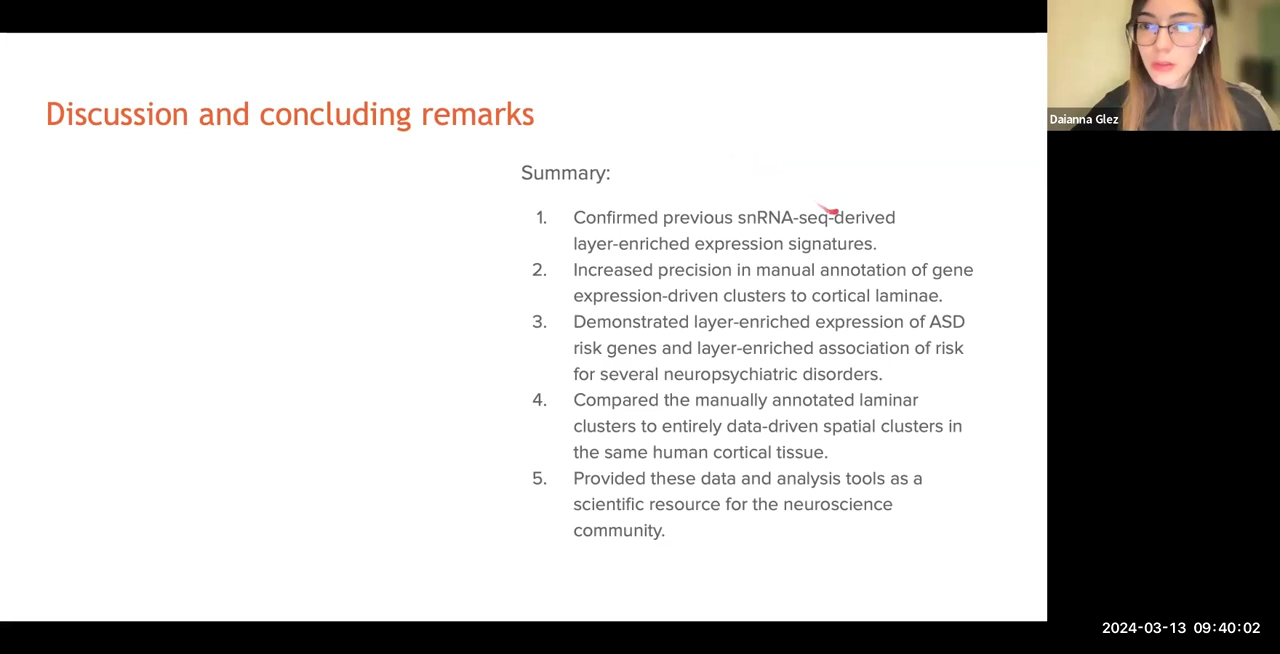 Discussion and concluding remarks
Summary:
1. Confirmed previous snRNA-seq-derived
layer-enriched expression signatures.
2. Increased precision in manual annotation of gene
expression-driven clusters to cortical laminae.
3. Demonstrated layer-enriched expression of ASD
risk genes and layer-enriched association of risk
for several neuropsychiatric disorders.
4. Compared the manually annotated laminar
clusters to entirely data-driven spatial clusters in
the same human cortical tissue.
5. Provided these data and analysis tools as a
scientific resource for the neuroscience
community.
Daianna Glez
2024-03-13 09:40:02